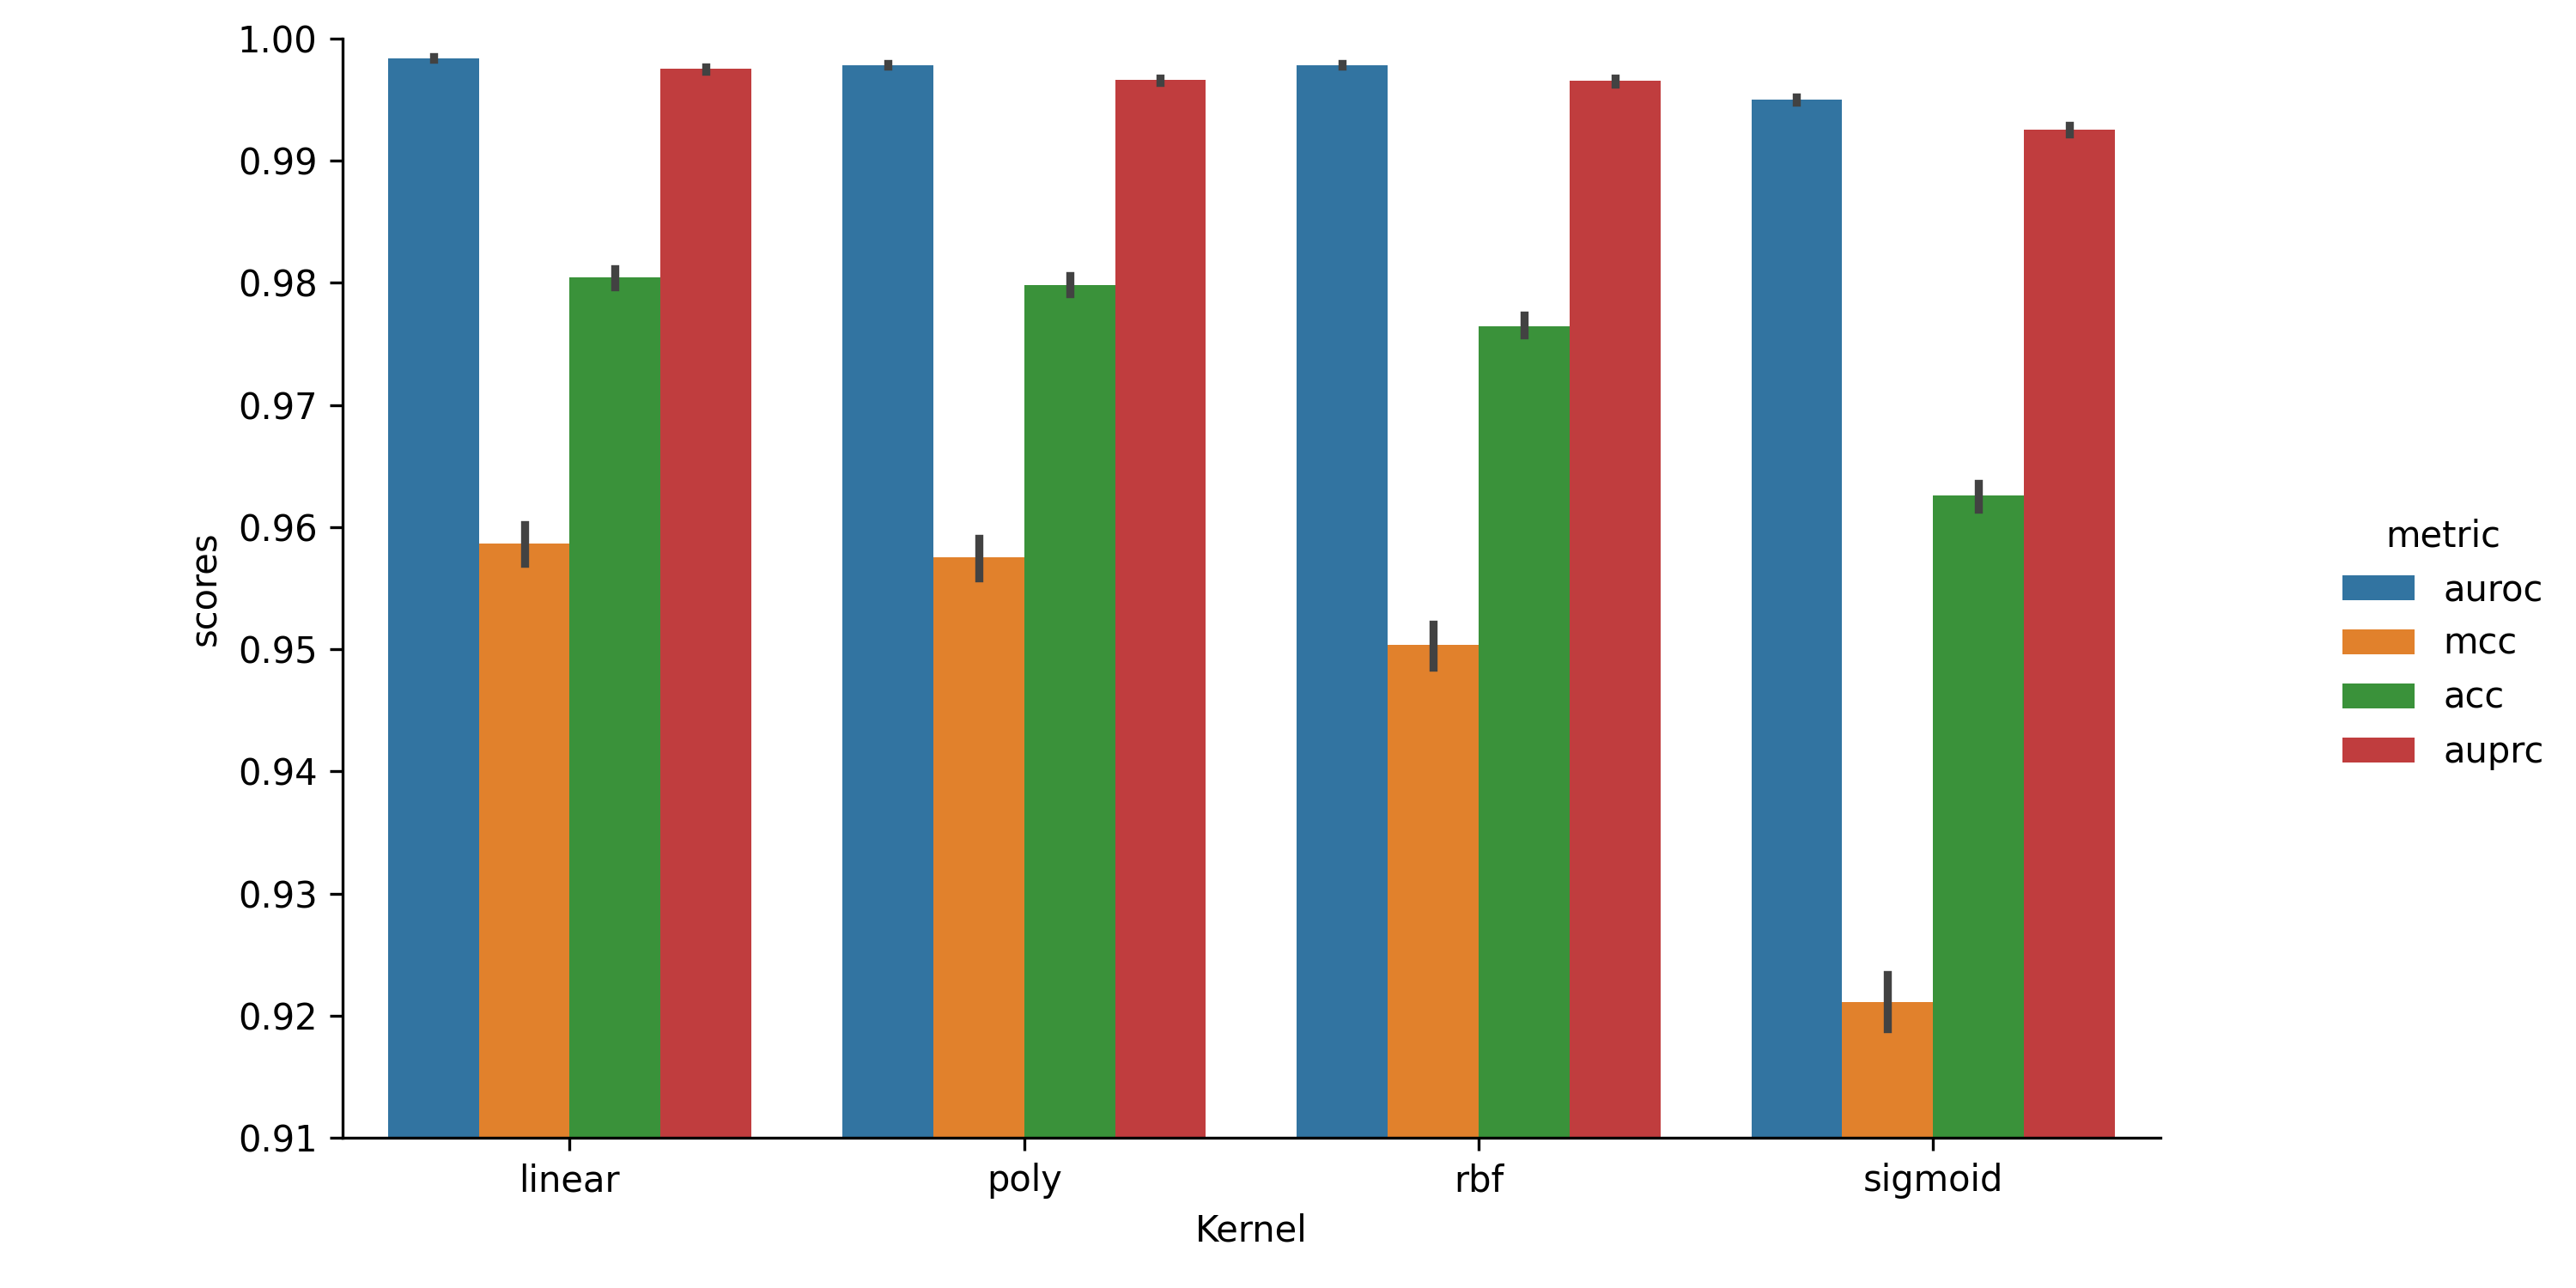 scores
1.00
0.99
0.98
0.97
0.96
0.95
0.94
0.93
0.92
0.91
linear poly rbf sigmoid
Kernel
metric
auroc
mcc
acc
auprc